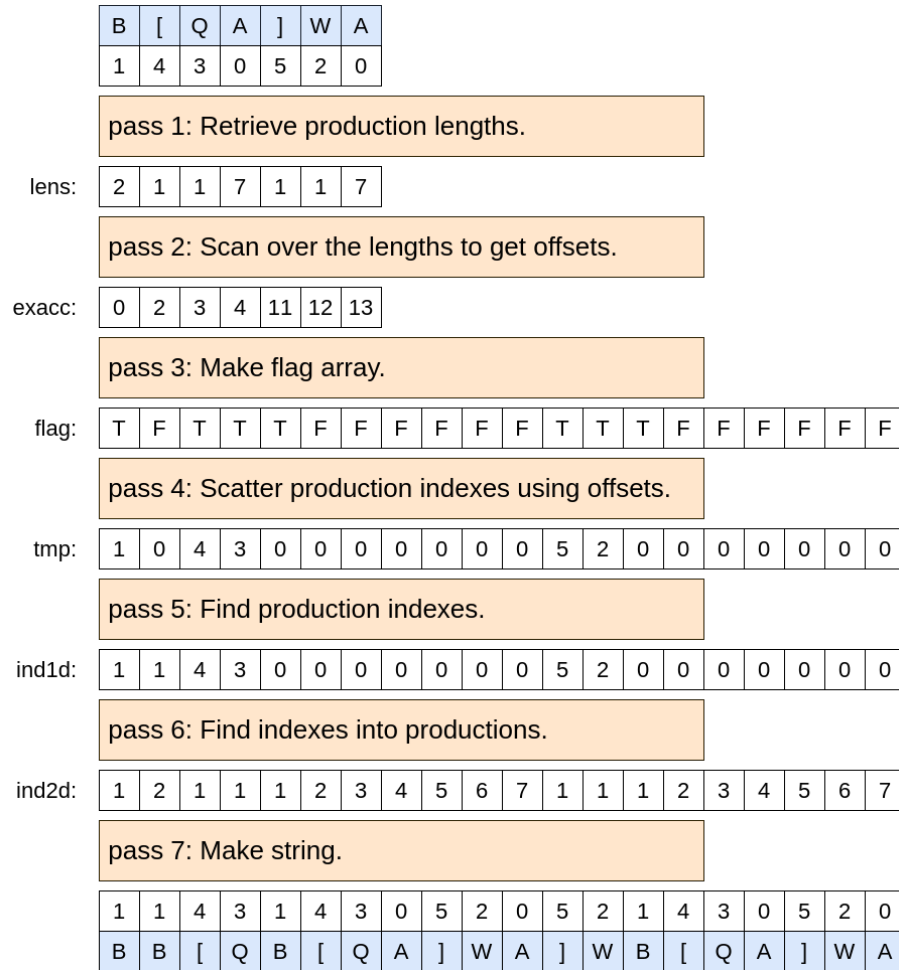 B [ Q A ] W A
1 4 3 0 5 2 0
pass 1: Retrieve production lengths.
lens: 2 1 1 7 1 1 7
pass 2: Scan over the lengths to get offsets.
exacc: 0 2 3 4 11 12 13
pass 3: Make flag array.
flag: T F T T T F F F F F F T T T F F F F F F
pass 4: Scatter production indexes using offsets.
tmp: 1 0 4 3 0 0 0 0 0 0 0 5 2 0 0 0 0 0 0 0
pass 5: Find production indexes.
ind1d: 1 1 4 3 0 0 0 0 0 0 0 5 2 0 0 0 0 0 0 0
pass 6: Find indexes into productions.
ind2d: 1 2 1 1 1 2 3 4 5 6 7 1 1 1 2 3 4 5 6 7
pass 7: Make string.
1 1 4 3 1 4 3 0 5 2 0 5 2 1 4 3 0 5 2 0
B B [ Q B [ Q A ] W A ] W B [ Q A ] W A